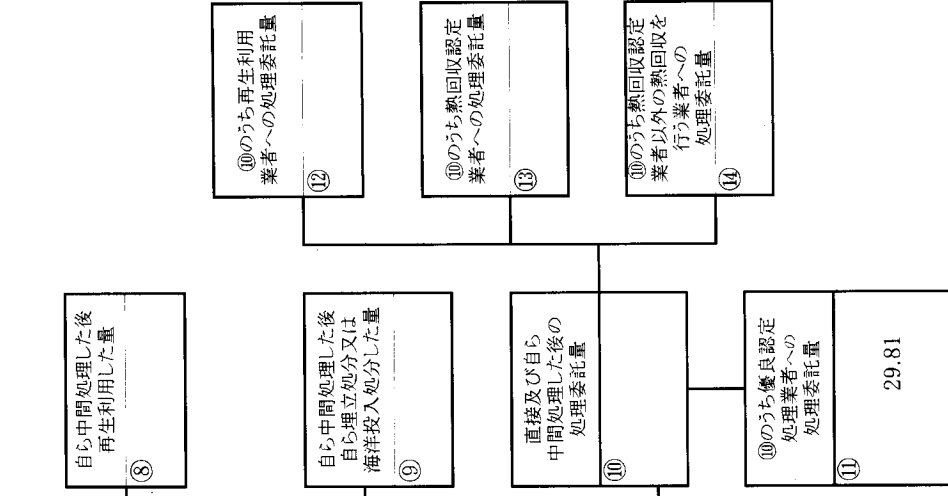 自ら中間処理した後
再生利用した量
⑧
自ら中間処理した後
自ら埋立処分又は
海洋投入処分した量
⑨
直接及び自ら
中間処理した後の
処理委託量
⑩
⑩のうち優良認定
処理業者への
処理委託量
⑪
29.81
⑩のうち再生利用
業者への処理委託量
⑫
⑩のうち熱回収認定
業者への処理委託量
⑬
⑩のうち熱回収認定
業者以外の熱回収を
行う業者への
処理委託量
⑭